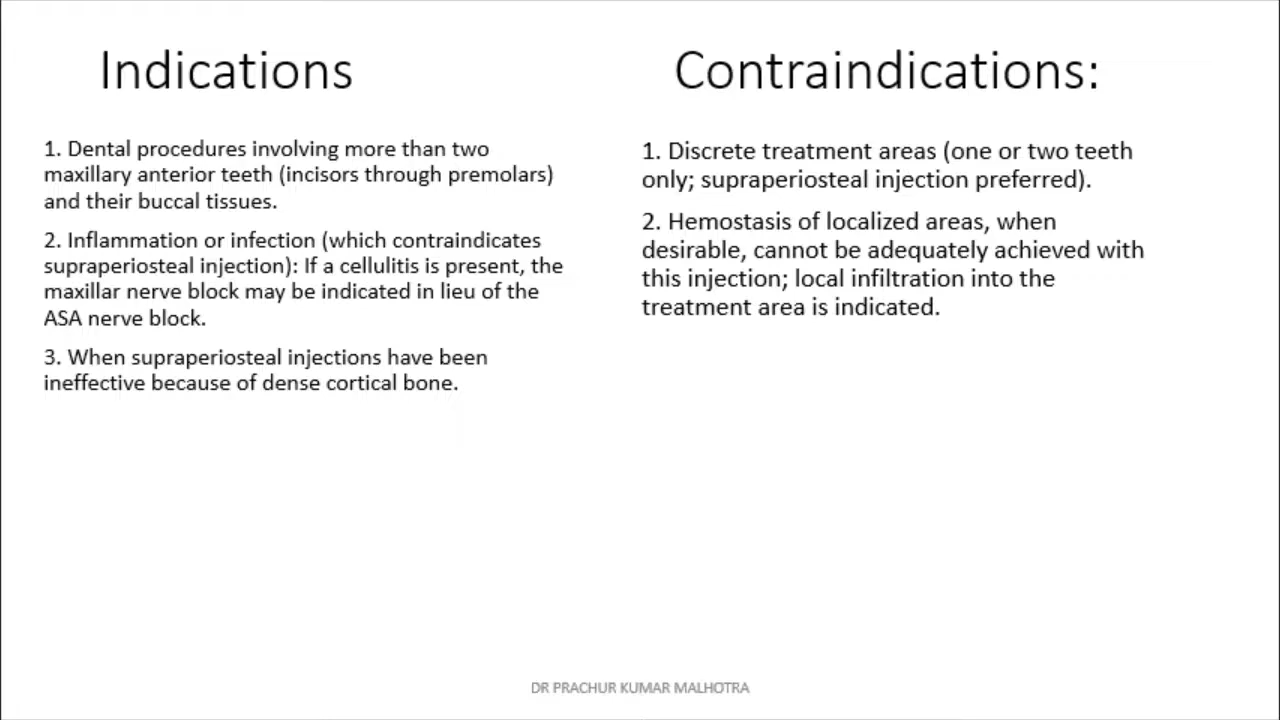 Indications
1. Dental procedures involving more than two
maxillary anterior teeth (incisors through premolars)
and their buccal tissues.
2. Inflammation or infection (which contraindicates
supraperiosteal injection): If a cellulitis is present, the
maxillar nerve block may be indicated in lieu of the
ASA nerve block.
3. When supraperiosteal injections have been
ineffective because of dense cortical bone.
Contraindications:
1. Discrete treatment areas (one or two teeth
only; supraperiosteal injection preferred).
2. Hemostasis of localized areas, when
desirable, cannot be adequately achieved with
this injection; local infiltration into the
treatment area is indicated.
DR PRACHUR KUMAR MALHOTRA